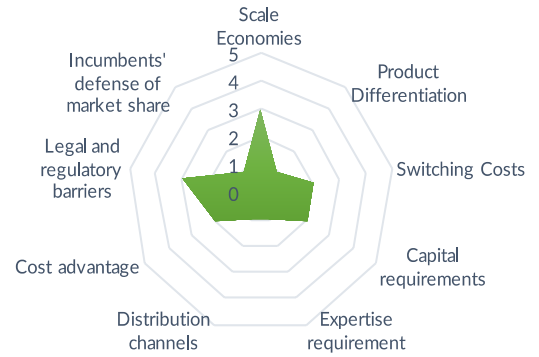 Scale
Economies
5
4
3
2
1
0
Product
Differentiation
Switching Costs
Capital
requirements
Expertise
requirement
Distribution
channels
Cost advantage
Legal and
regulatory
barriers
Incumbents'
defense of
market share